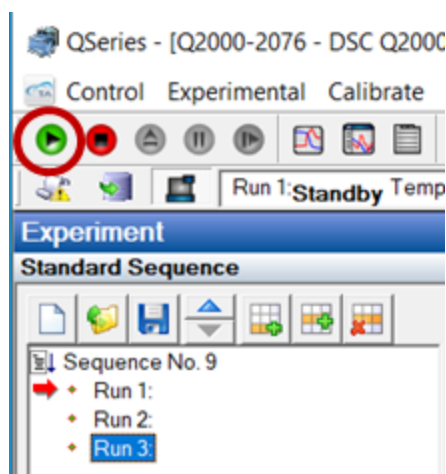 QSeries - [Q2000-2076 - DSC Q2000
Control Experimental Calibrate
Run 1:Standby Temp
Experiment
Standard Sequence
Sequence No. 9
Run 1:
Run 2:
Run 3: